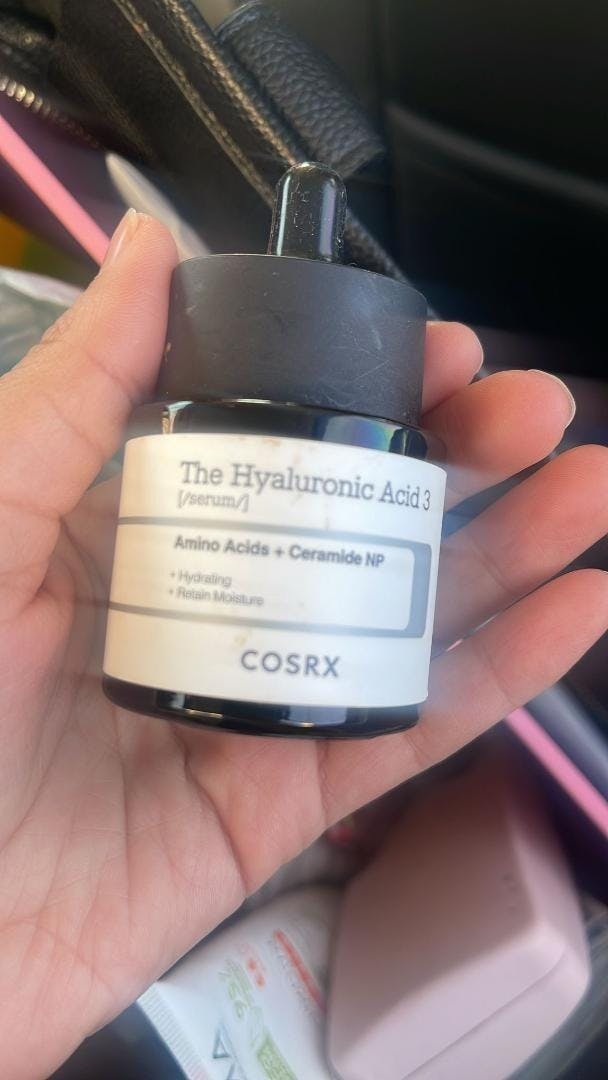 The Hyaluronic Acid 3
[/serum/]
Amino Acids + Ceramide NP
+ Hydrating
+ Retain Moisture
COSRX